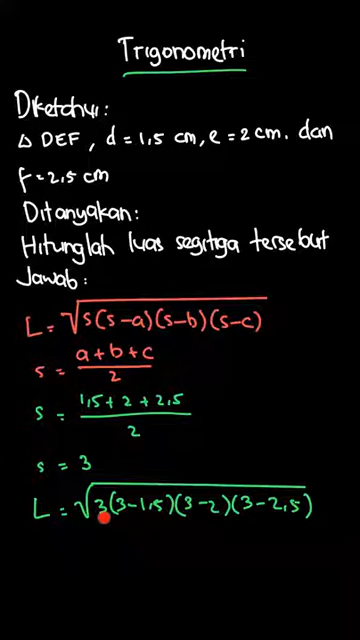 Trigonometri
Diketahui:
△ DEF, d = 1,5 cm, e = 2 cm. dan
f = 2,5 cm
Ditanyakan:
Hitunglah luas segitiga tersebut
Jawab:
L = √s(s-a)(s-b)(s-c)
s = a+b+c/2
s = 1,5 + 2 + 2,5/2
s = 3
L = √3(3-1,5)(3-2)(3-2,5)